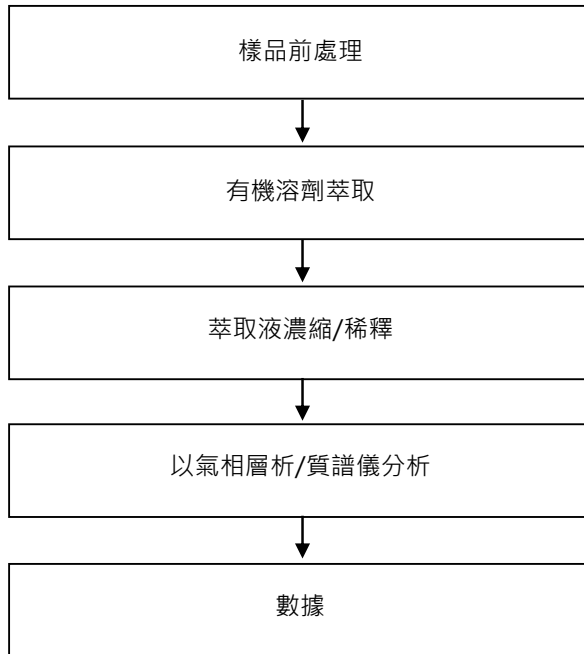 樣品前處理
有機溶劑萃取
萃取液濃縮/稀釋
以氣相層析/質譜儀分析
數據